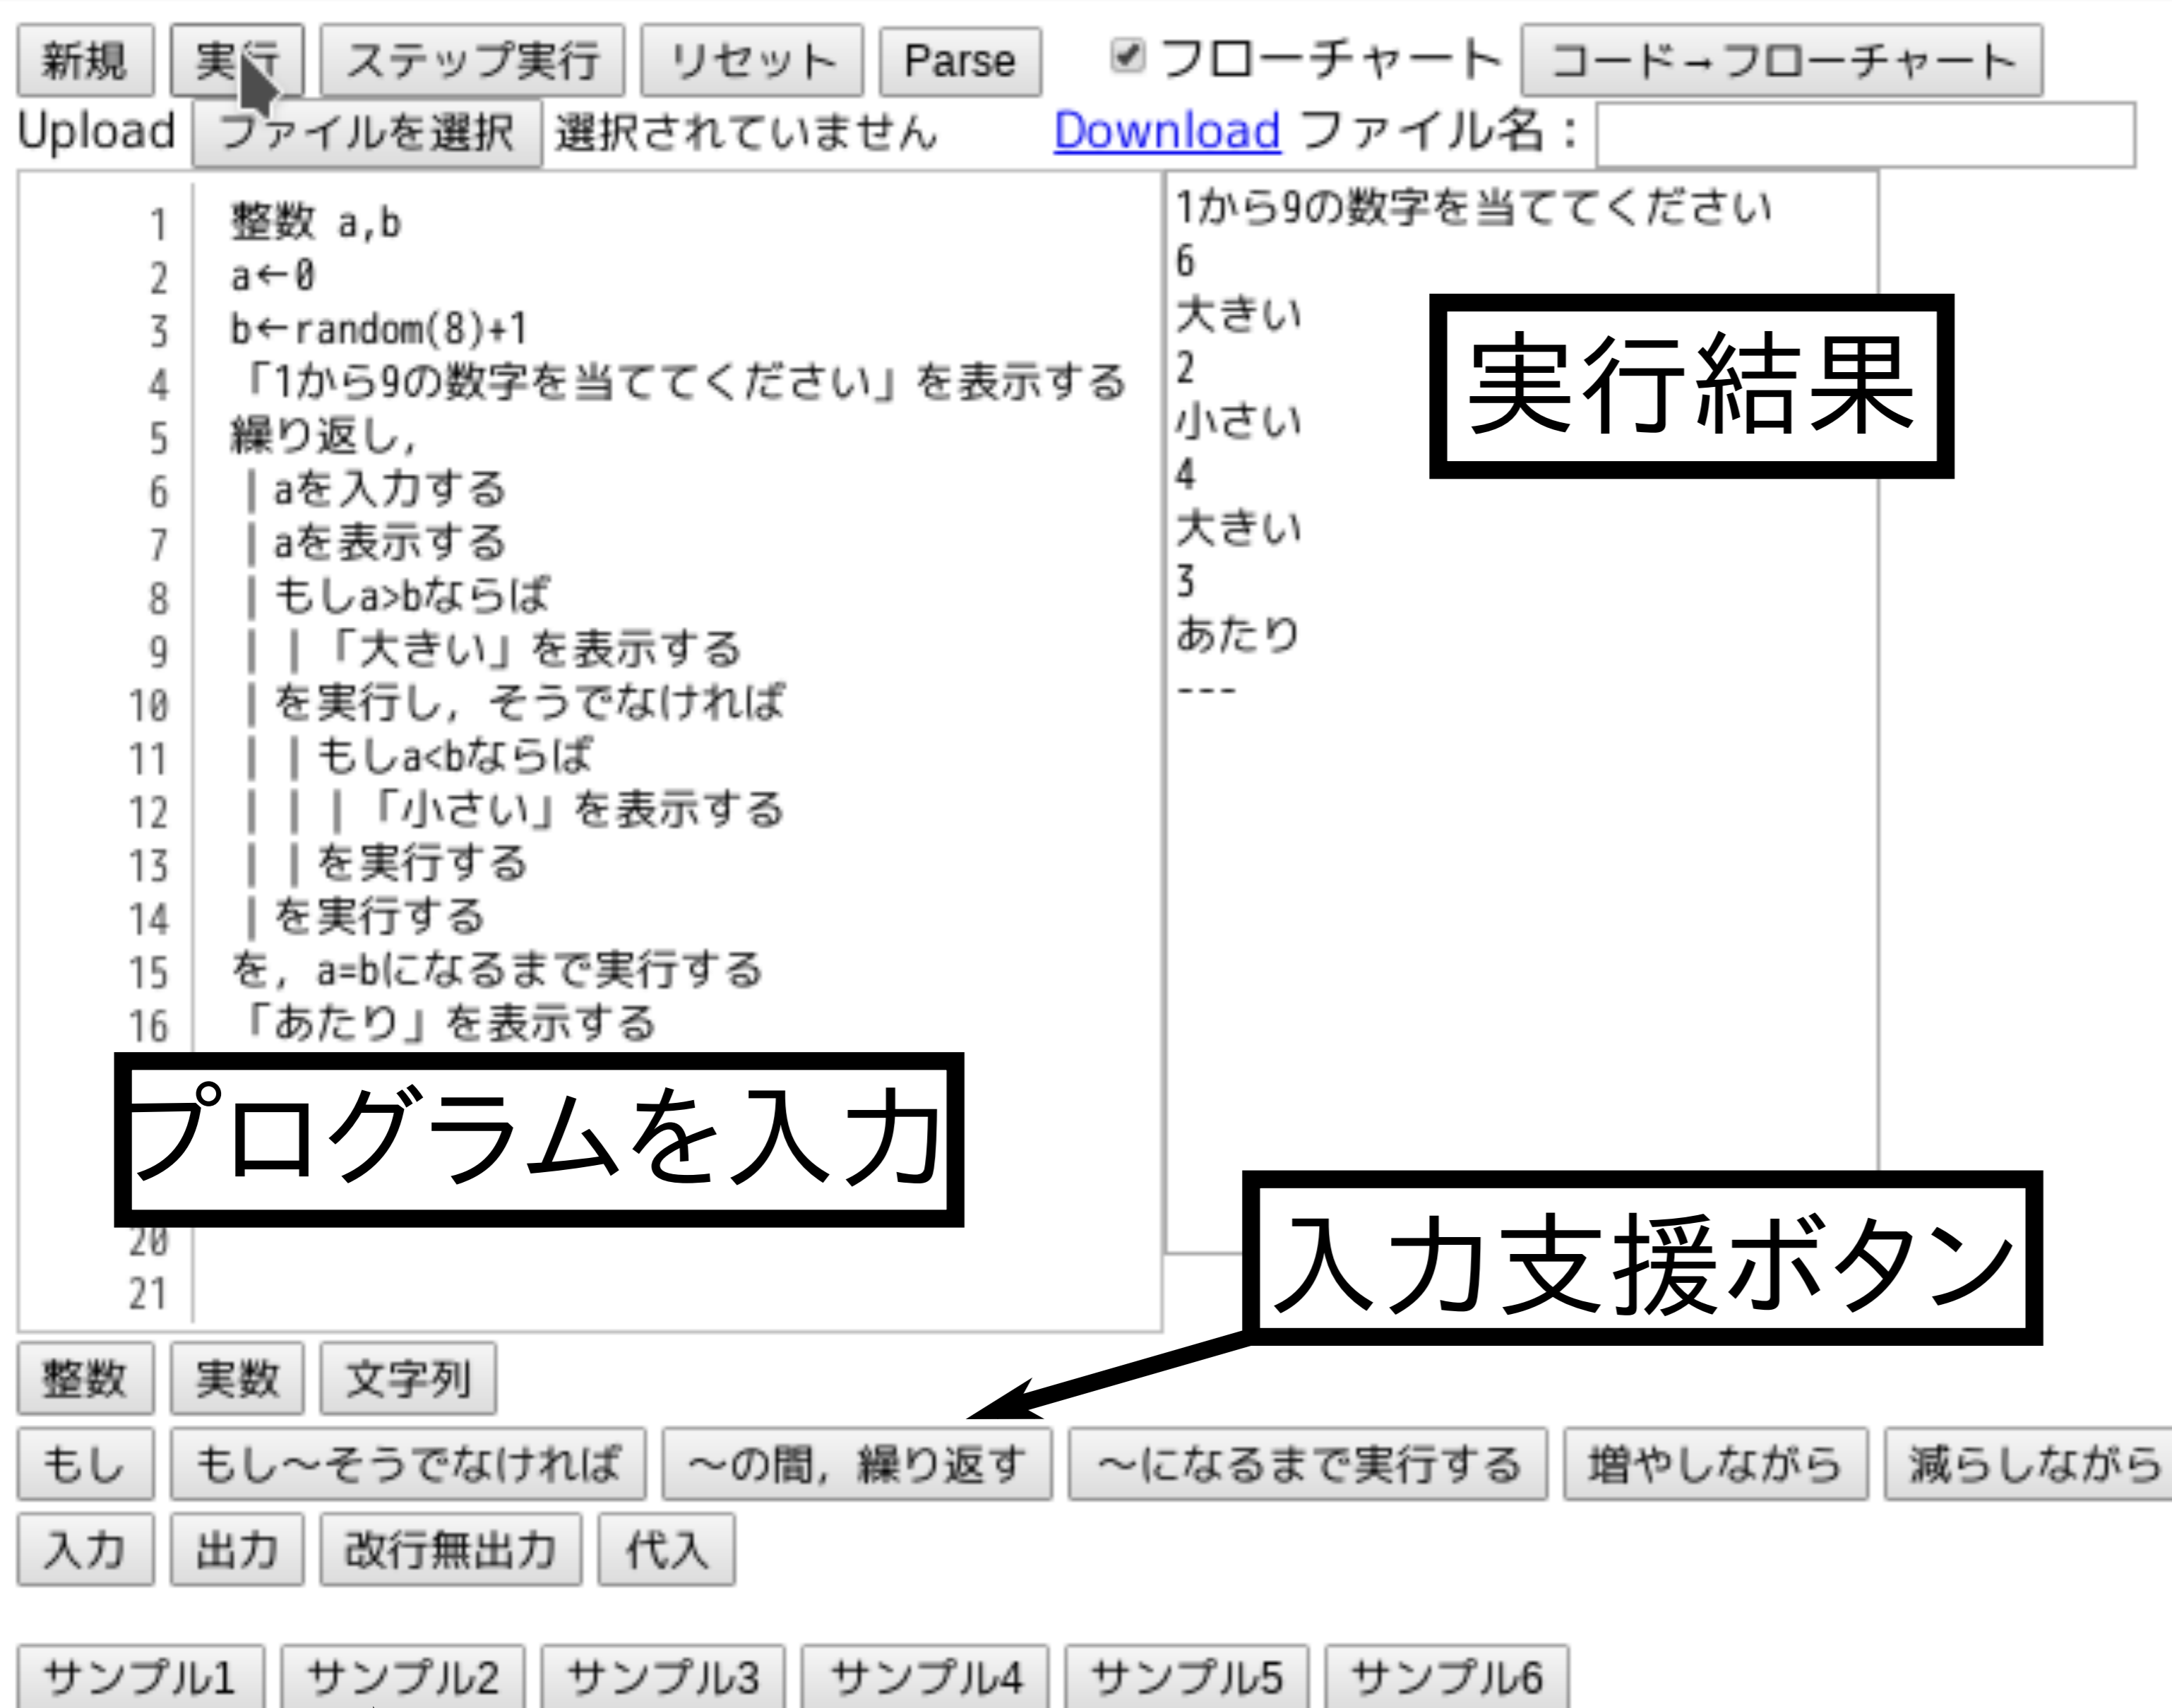 新規 実行 ステップ実行 リセット Parse フローチャート コード→フローチャート
Upload ファイルを選択 選択されていません Download ファイル名：
1 整数 a,b
2 a←0
3 b←random(8)+1
4 「1から9の数字を当ててください」を表示する
5 繰り返し，
6 ｜aを入力する
7 ｜aを表示する
8 ｜もしa>bならば
9 ｜｜「大きい」を表示する
10 ｜を実行し，そうでなければ
11 ｜｜もしa<bならば
12 ｜｜｜「小さい」を表示する
13 ｜｜を実行する
14 ｜を実行する
15 を，a=bになるまで実行する
16 「あたり」を表示する
プログラムを入力
20
21
1から9の数字を当ててください
6
大きい
2
小さい
4
大きい
3
あたり
---
実行結果
入力支援ボタン
整数 実数 文字列
もし もし～そうでなければ ～の間，繰り返す ～になるまで実行する 増やしながら 減らしながら
入力 出力 改行無出力 代入
サンプル1 サンプル2 サンプル3 サンプル4 サンプル5 サンプル6